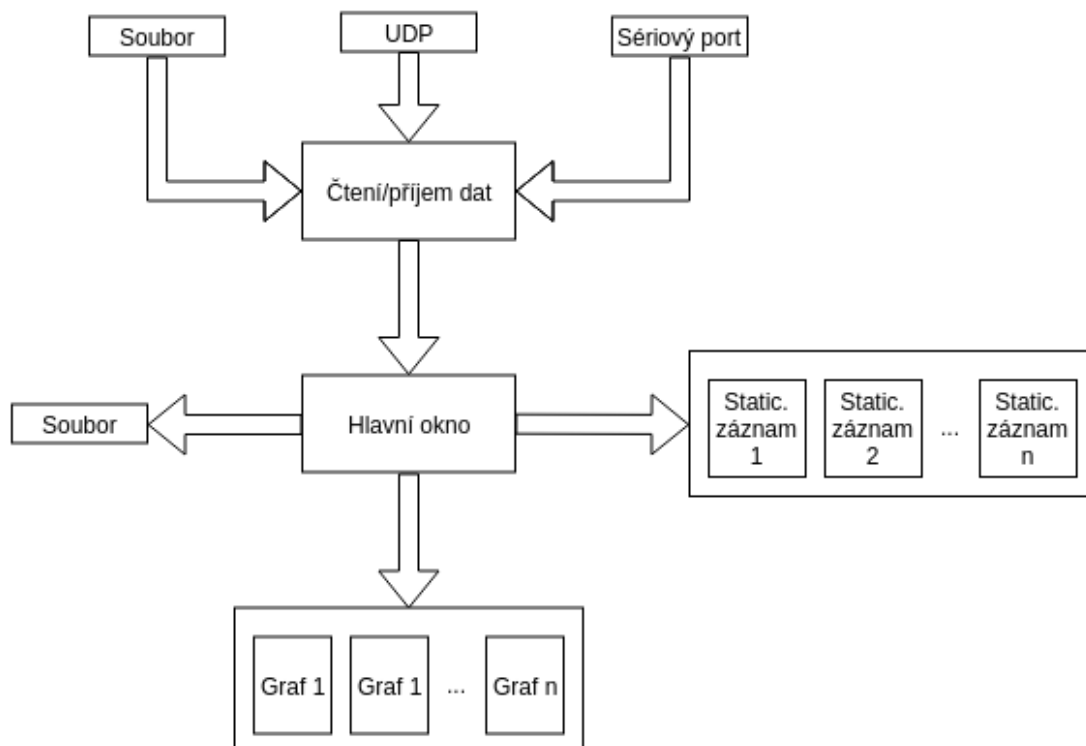 Soubor
UDP
Sériový port
Čtení/příjem dat
Soubor
Hlavní okno
Static.
záznam
1
Static.
záznam
2
...
Static.
záznam
n
Graf 1
Graf 1
...
Graf n